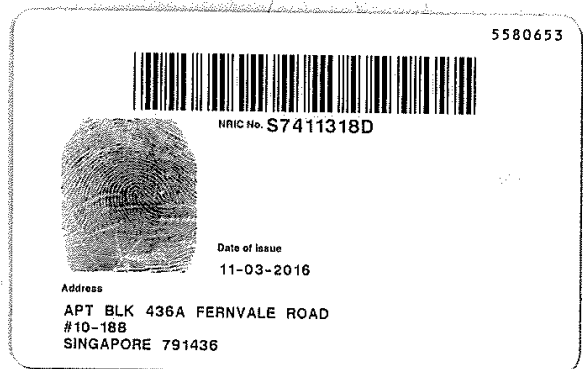 5580653
NRIC No. S7411318D
Date of issue
11-03-2016
Address
APT BLK 436A FERNVALE ROAD
#10-188
SINGAPORE 791436